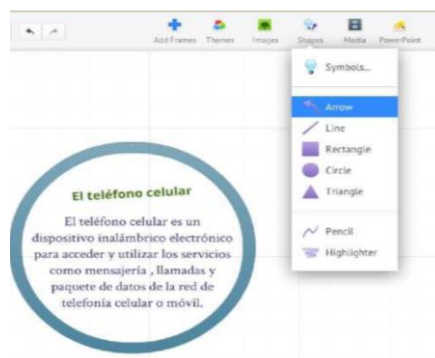 Add Frames Themes Images Shapes Media PowerPoint
Symbols...
Arrow
Line
Rectangle
Circle
Triangle
Pencil
Highlighter
El teléfono celular
El teléfono celular es un
dispositivo inalámbrico electrónico
para acceder y utilizar los servicios
como mensajería , llamadas y
paquete de datos de la red de
telefonía celular o móvil.